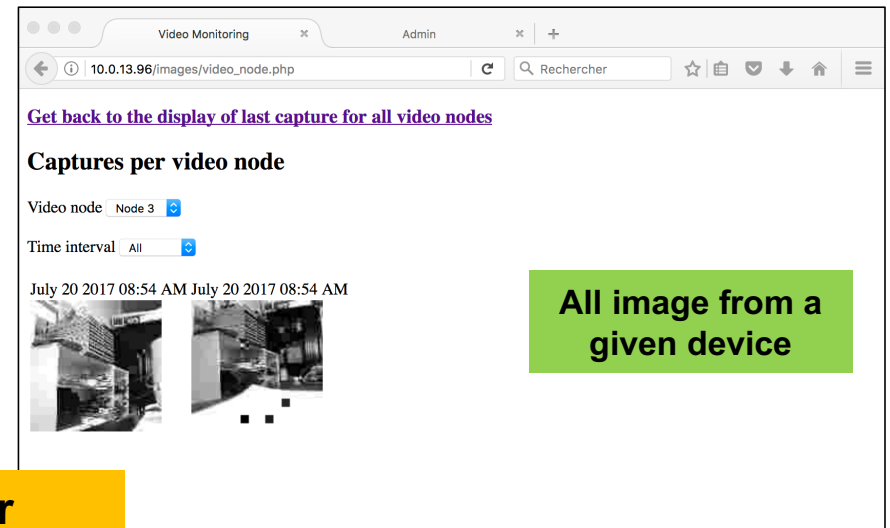 Video Monitoring
Admin
10.0.13.96/images/video_node.php
Rechercher
Get back to the display of last capture for all video nodes
Captures per video node
Video node Node 3
Time interval All
July 20 2017 08:54 AM July 20 2017 08:54 AM
All image from a
given device
r